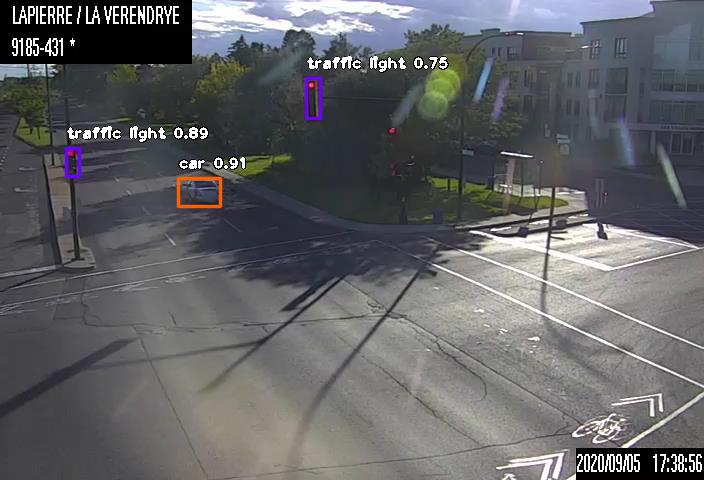 LAPIERRE / LA VERENDRYE
9185-431 *
traffic light 0.75
traffic light 0.89
car 0.91
2020/09/05 17:38:56